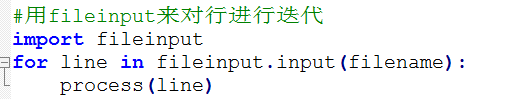 #用fileinput来对行进行迭代
import fileinput
for line in fileinput.input(filename):
    process(line)